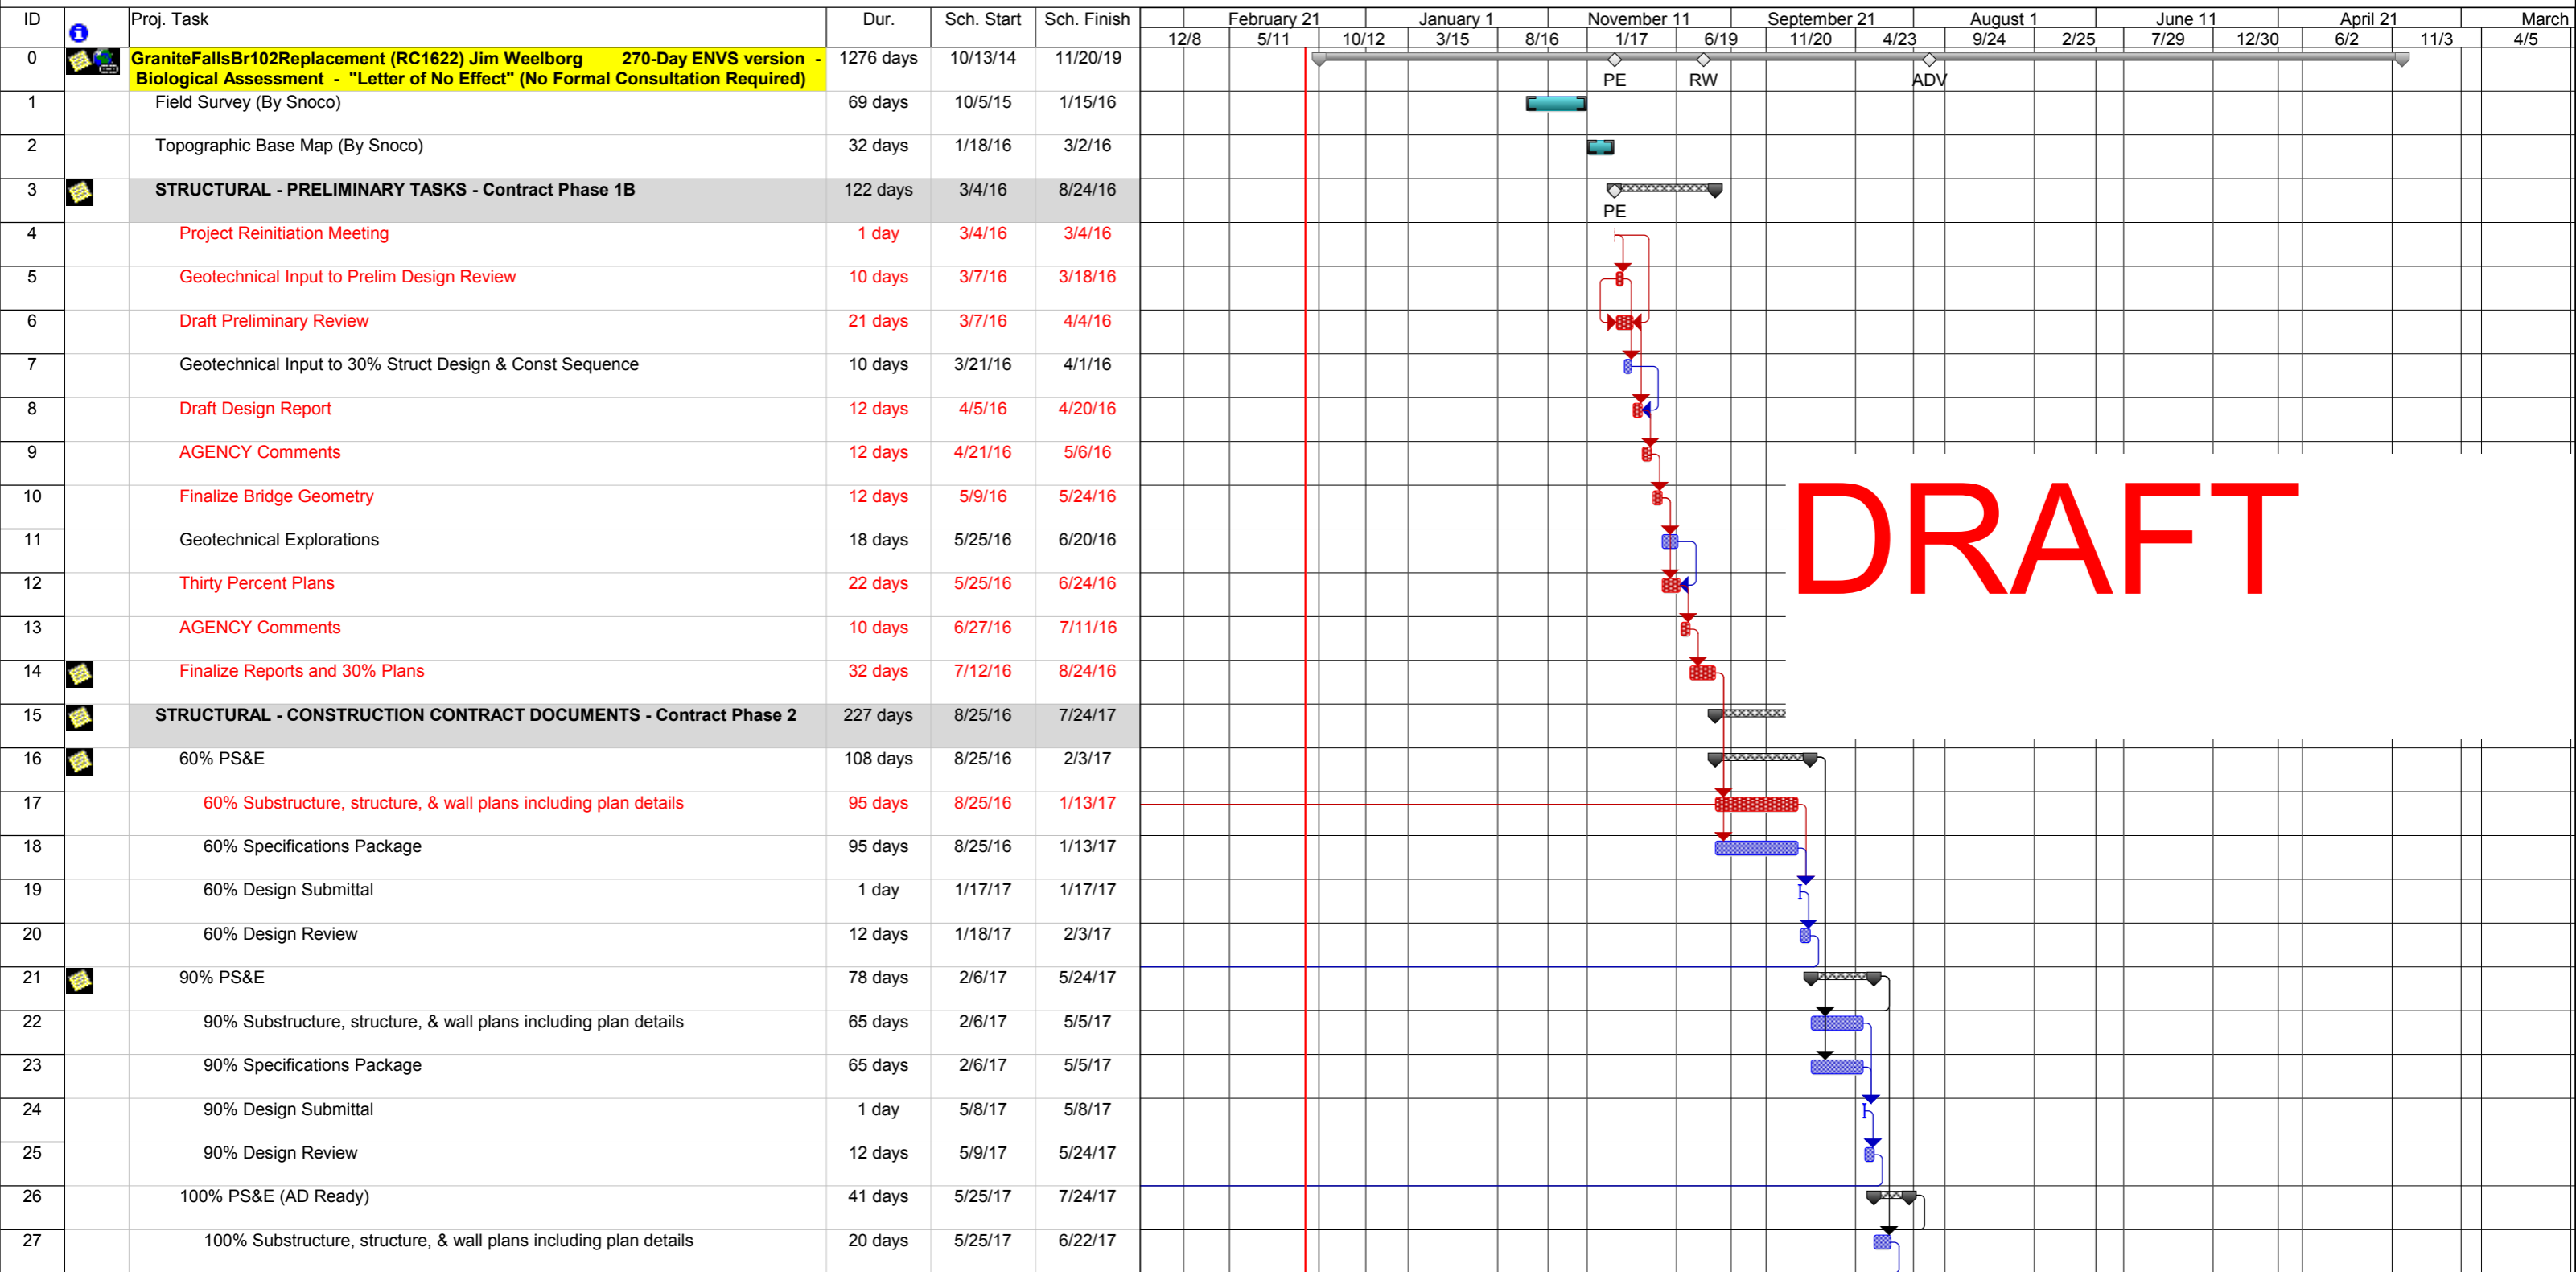 ID Proj. Task Dur. Sch. Start Sch. Finish February 21 January 1 November 11 September 21 August 1 June 11 April 21 March
12/8 5/11 10/12 3/15 8/16 1/17 6/19 11/20 4/23 9/24 2/25 7/29 12/30 6/2 11/3 4/5
0 GraniteFallsBr102Replacement (RC1622) Jim Weelborg 270-Day ENVS version - 1276 days 10/13/14 11/20/19
Biological Assessment - "Letter of No Effect" (No Formal Consultation Required) PE RW ADV
1 Field Survey (By Snoco) 69 days 10/5/15 1/15/16
2 Topographic Base Map (By Snoco) 32 days 1/18/16 3/2/16
3 STRUCTURAL - PRELIMINARY TASKS - Contract Phase 1B 122 days 3/4/16 8/24/16
PE
4 Project Reinitiation Meeting 1 day 3/4/16 3/4/16
5 Geotechnical Input to Prelim Design Review 10 days 3/7/16 3/18/16
6 Draft Preliminary Review 21 days 3/7/16 4/4/16
7 Geotechnical Input to 30% Struct Design & Const Sequence 10 days 3/21/16 4/1/16
8 Draft Design Report 12 days 4/5/16 4/20/16
9 AGENCY Comments 12 days 4/21/16 5/6/16
10 Finalize Bridge Geometry 12 days 5/9/16 5/24/16
DRAFT
11 Geotechnical Explorations 18 days 5/25/16 6/20/16
12 Thirty Percent Plans 22 days 5/25/16 6/24/16
13 AGENCY Comments 10 days 6/27/16 7/11/16
14 Finalize Reports and 30% Plans 32 days 7/12/16 8/24/16
15 STRUCTURAL - CONSTRUCTION CONTRACT DOCUMENTS - Contract Phase 2 227 days 8/25/16 7/24/17
16 60% PS&E 108 days 8/25/16 2/3/17
17 60% Substructure, structure, & wall plans including plan details 95 days 8/25/16 1/13/17
18 60% Specifications Package 95 days 8/25/16 1/13/17
19 60% Design Submittal 1 day 1/17/17 1/17/17
20 60% Design Review 12 days 1/18/17 2/3/17
21 90% PS&E 78 days 2/6/17 5/24/17
22 90% Substructure, structure, & wall plans including plan details 65 days 2/6/17 5/5/17
23 90% Specifications Package 65 days 2/6/17 5/5/17
24 90% Design Submittal 1 day 5/8/17 5/8/17
25 90% Design Review 12 days 5/9/17 5/24/17
26 100% PS&E (AD Ready) 41 days 5/25/17 7/24/17
27 100% Substructure, structure, & wall plans including plan details 20 days 5/25/17 6/22/17